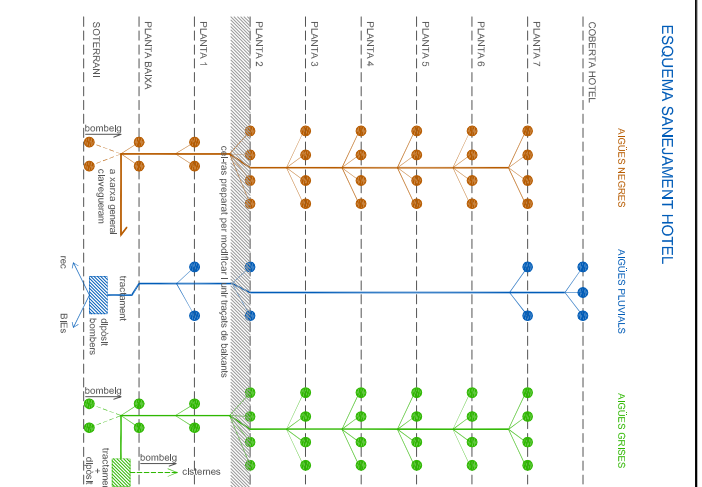 ESQUEMA SANEJAMENT HOTEL
AIGÜES NEGRES
AIGÜES PLUVIALS
AIGÜES GRISES
COBERTA HOTEL
PLANTA 7
PLANTA 6
PLANTA 5
PLANTA 4
PLANTA 3
PLANTA 2
PLANTA 1
PLANTA BAIXA
SOTERRANI
cel-ras preparat per modificar i unir traçats de baixants
bombeig
a xarxa general
clavegueram
tractament
dipòsit
bombers
rec
BIEs
bombeig
bombeig
cisternes
dipòsit +